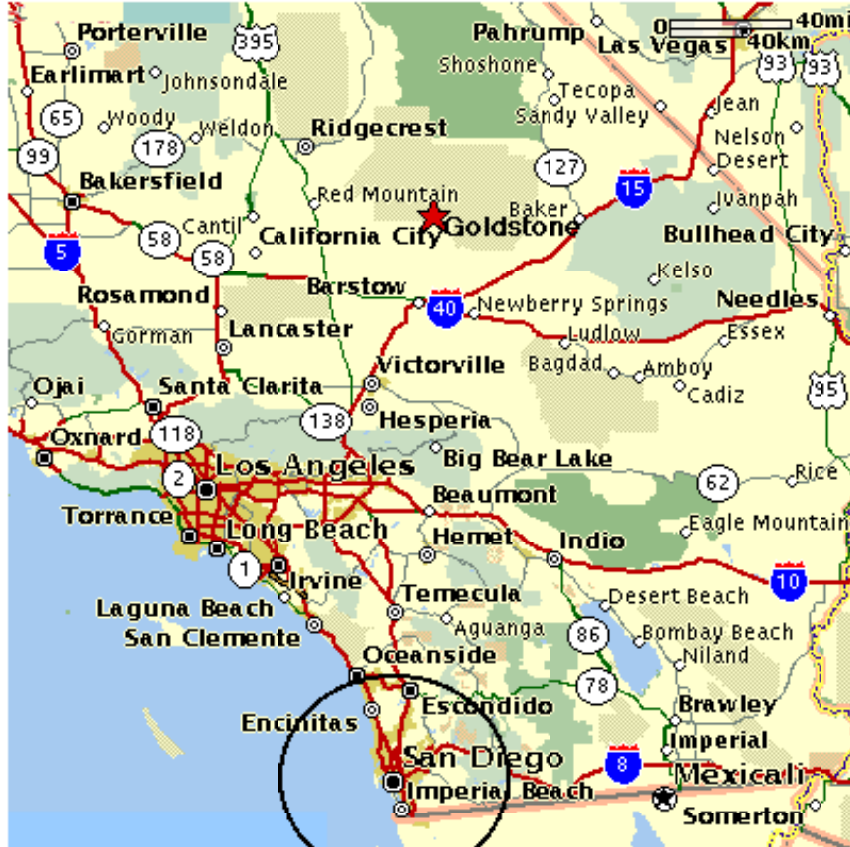 Porterville
395
Pahrump
0
40mi
Las Vegas
40km
Earlimart
Johnsondale
Shoshone
93
93
Tecopa
65
Woody
Weldon
Ridgecrest
Sandy Valley
Jean
Nelson
99
178
127
Desert
Bakersfield
Red Mountain
15
Ivanpah
Cantil
Goldstone
Baker
58
California City
Bullhead City
5
58
Kelso
Rosamond
Barstow
40
Newberry Springs
Needles
Gorman
Lancaster
Ludlow
Essex
Victorville
Bagdad
Amboy
Ojai
Santa Clarita
Cadiz
95
138
Hesperia
Oxnard
118
Big Bear Lake
2
Los Angeles
62
Rice
Beaumont
Torrance
Long Beach
Eagle Mountain
Hemet
Indio
1
Irvine
10
Laguna Beach
Temecula
Desert Beach
San Clemente
Aguanga
86
Bombay Beach
Oceanside
Niland
78
Encinitas
Escondido
Brawley
Imperial
San Diego
8
Mexicali
Imperial Beach
Somerton